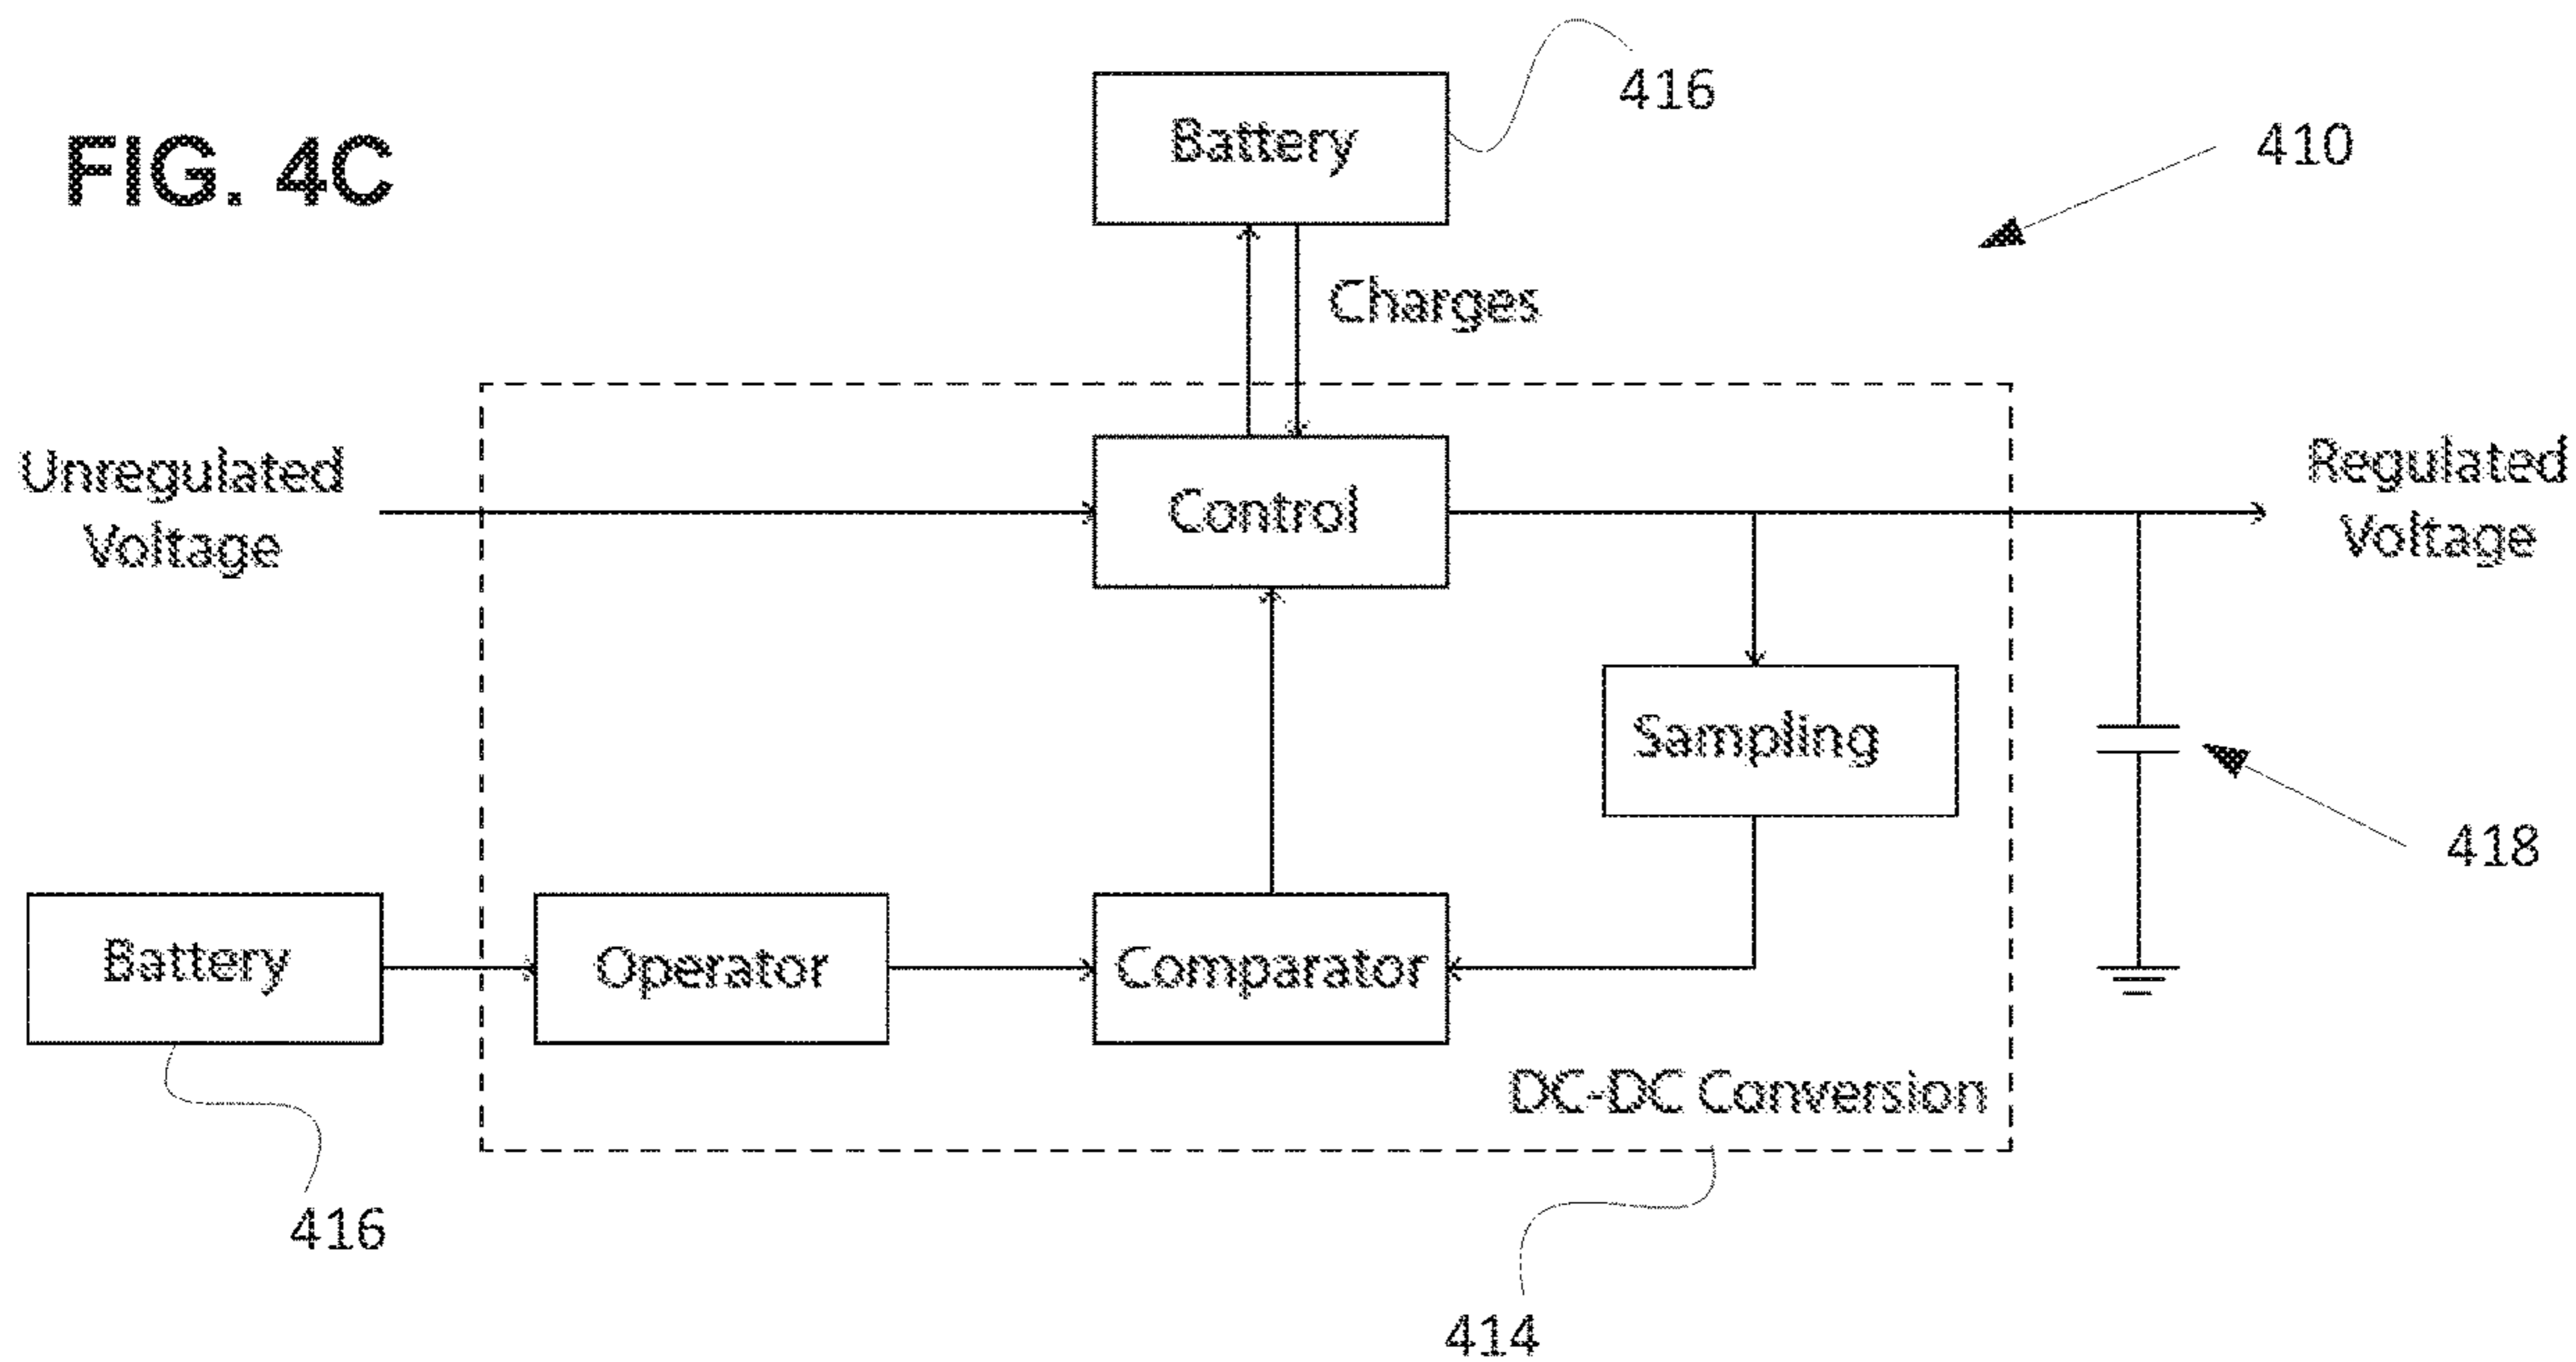 FIG. 4C
Battery
416
410
Charges
Unregulated
Voltage
Control
Regulated
Voltage
Sampling
418
Battery
Operator
Comparator
DC-DC Conversion
416
414